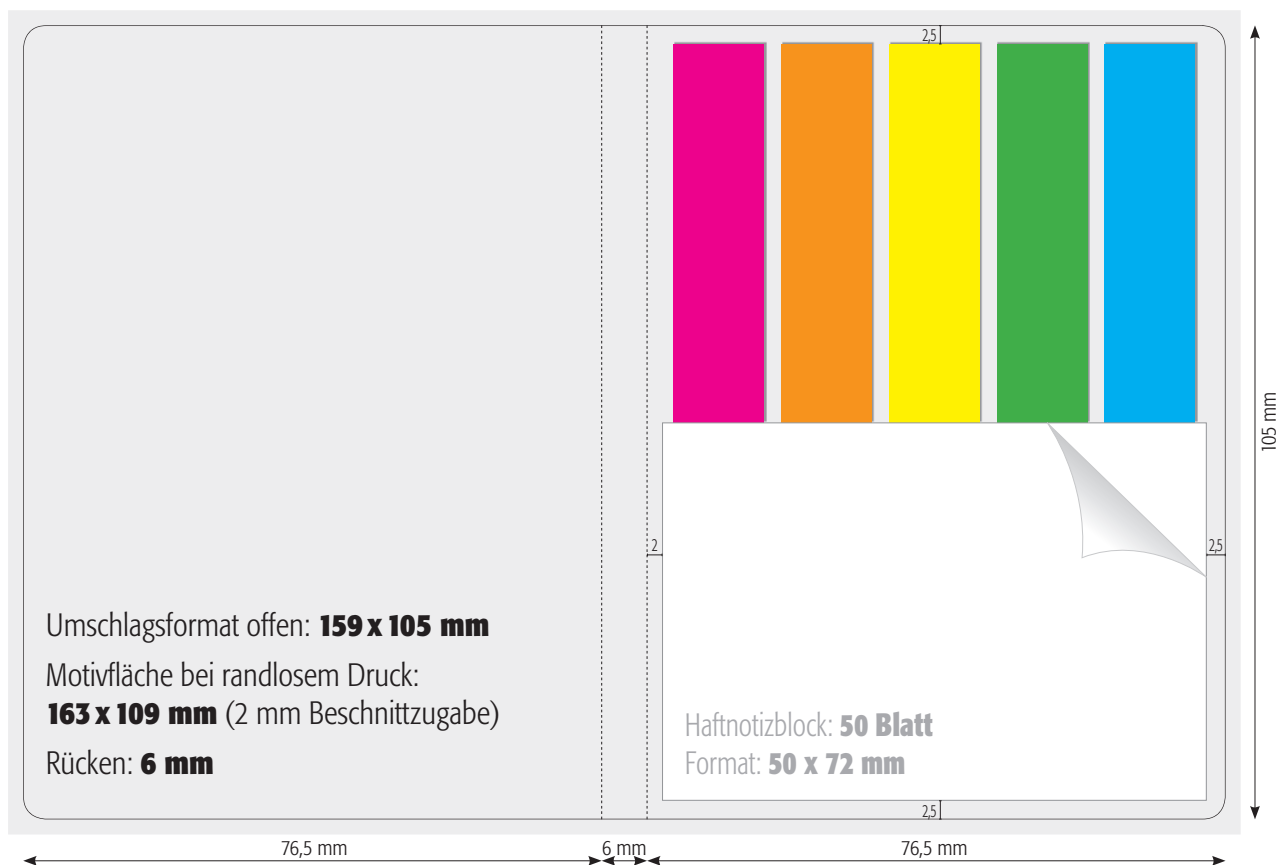 2,5
105 mm
2
2,5
Umschlagsformat offen: 159 x 105 mm
Motivfläche bei randlosem Druck:
163 x 109 mm (2 mm Beschnittzugabe)
Rücken: 6 mm
Haftnotizblock: 50 Blatt
Format: 50 x 72 mm
2,5
76,5 mm
6 mm
76,5 mm